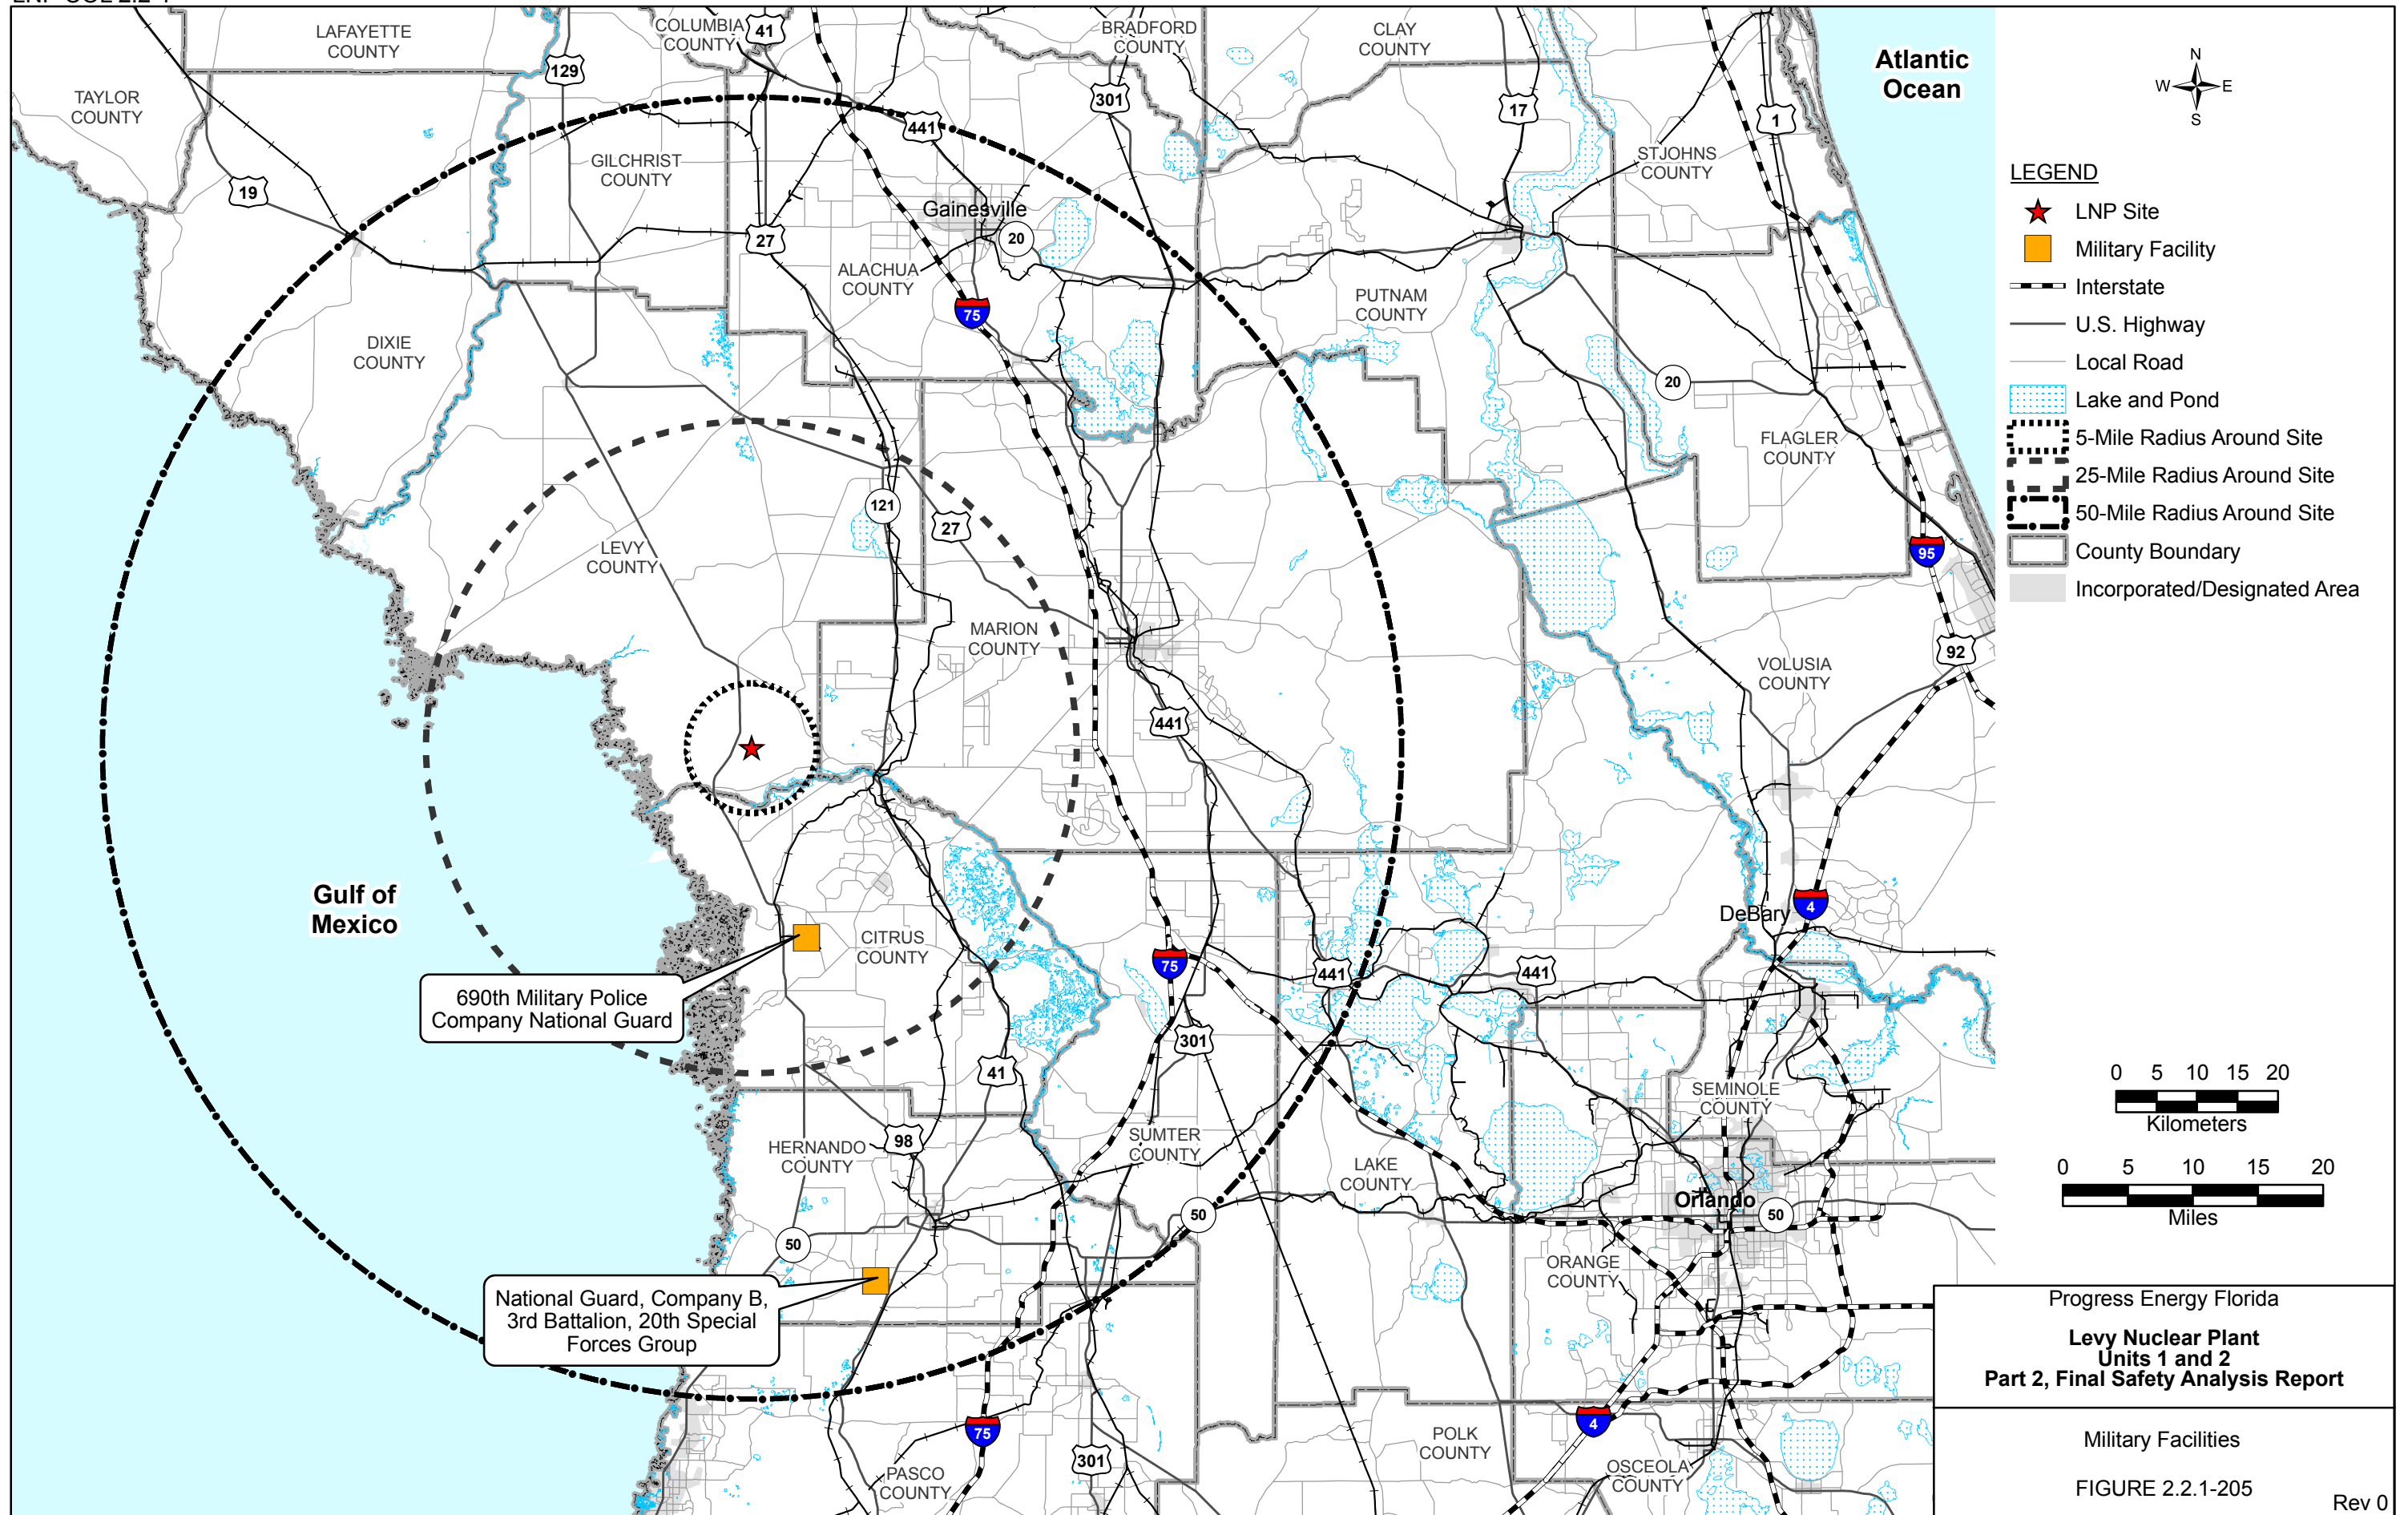 LAFAYETTE
COUNTY
COLUMBIA
COUNTY
41
BRADFORD
COUNTY
CLAY
COUNTY
Atlantic
Ocean
N
W
E
S
129
TAYLOR
COUNTY
301
17
1
441
GILCHRIST
COUNTY
STJOHNS
COUNTY
19
Gainesville
20
27
ALACHUA
COUNTY
75
PUTNAM
COUNTY
DIXIE
COUNTY
20
FLAGLER
COUNTY
121
27
LEVY
COUNTY
95
MARION
COUNTY
92
VOLUSIA
COUNTY
441
LEGEND
LNP Site
Military Facility
Interstate
U.S. Highway
Local Road
Lake and Pond
5-Mile Radius Around Site
25-Mile Radius Around Site
50-Mile Radius Around Site
County Boundary
Incorporated/Designated Area
Gulf of
Mexico
4
DeBary
CITRUS
COUNTY
75
441
441
690th Military Police
Company National Guard
301
41
SEMINOLE
COUNTY
0 5 10 15 20
Kilometers
0 5 10 15 20
Miles
98
HERNANDO
COUNTY
SUMTER
COUNTY
LAKE
COUNTY
Orlando
50
50
50
ORANGE
COUNTY
National Guard, Company B,
3rd Battalion, 20th Special
Forces Group
75
4
POLK
COUNTY
301
PASCO
COUNTY
OSCEOLA
COUNTY
Progress Energy Florida
Levy Nuclear Plant
Units 1 and 2
Part 2, Final Safety Analysis Report
Military Facilities
FIGURE 2.2.1-205
Rev 0